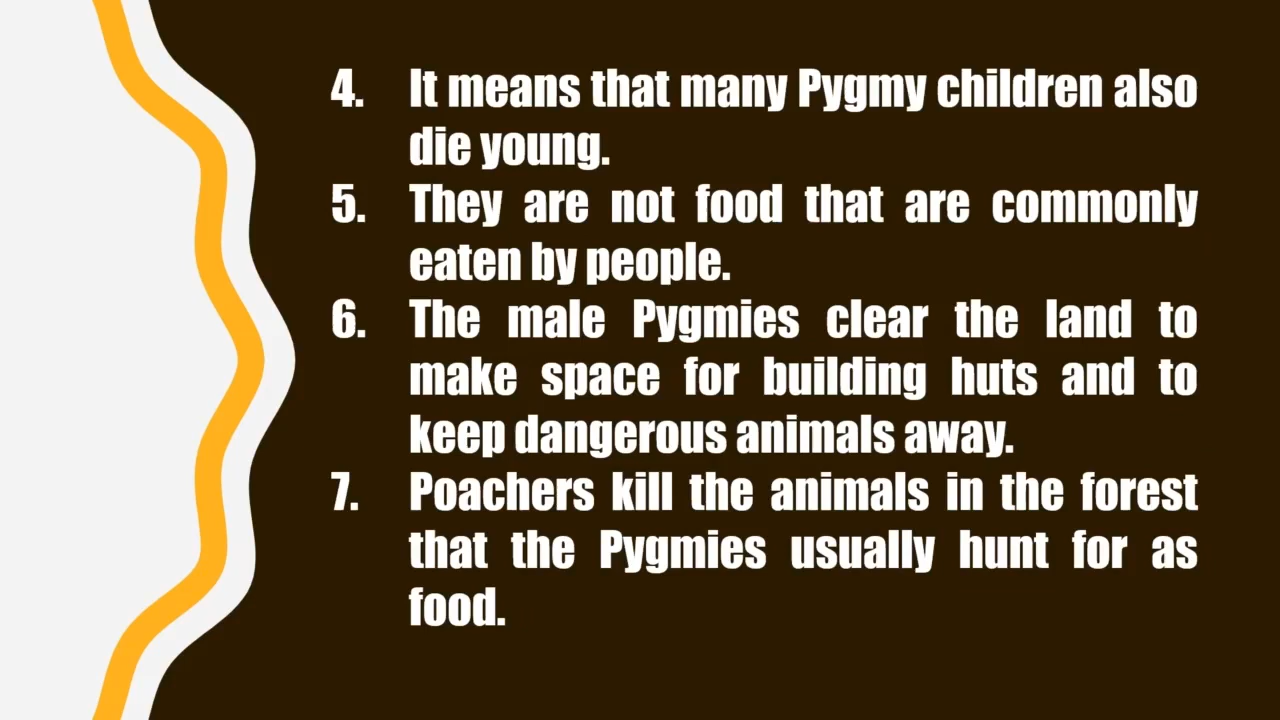 4. It means that many Pygmy children also
die young.
5. They are not food that are commonly
eaten by people.
6. The male Pygmies clear the land to
make space for building huts and to
keep dangerous animals away.
7. Poachers kill the animals in the forest
that the Pygmies usually hunt for as
food.